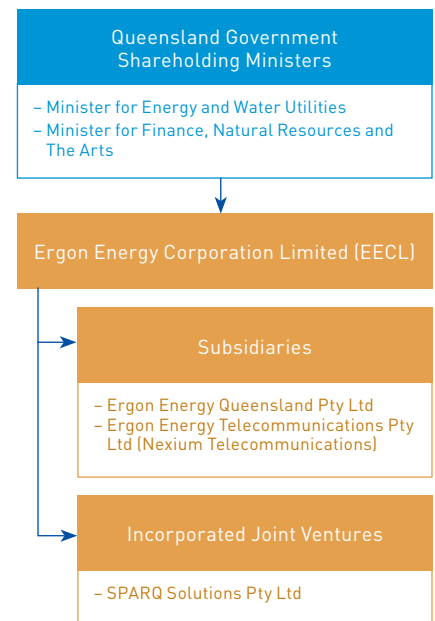 Queensland Government
Shareholding Ministers
– Minister for Energy and Water Utilities
– Minister for Finance, Natural Resources and
The Arts
Ergon Energy Corporation Limited (EECL)
Subsidiaries
– Ergon Energy Queensland Pty Ltd
– Ergon Energy Telecommunications Pty
Ltd (Nexium Telecommunications)
Incorporated Joint Ventures
– SPARQ Solutions Pty Ltd